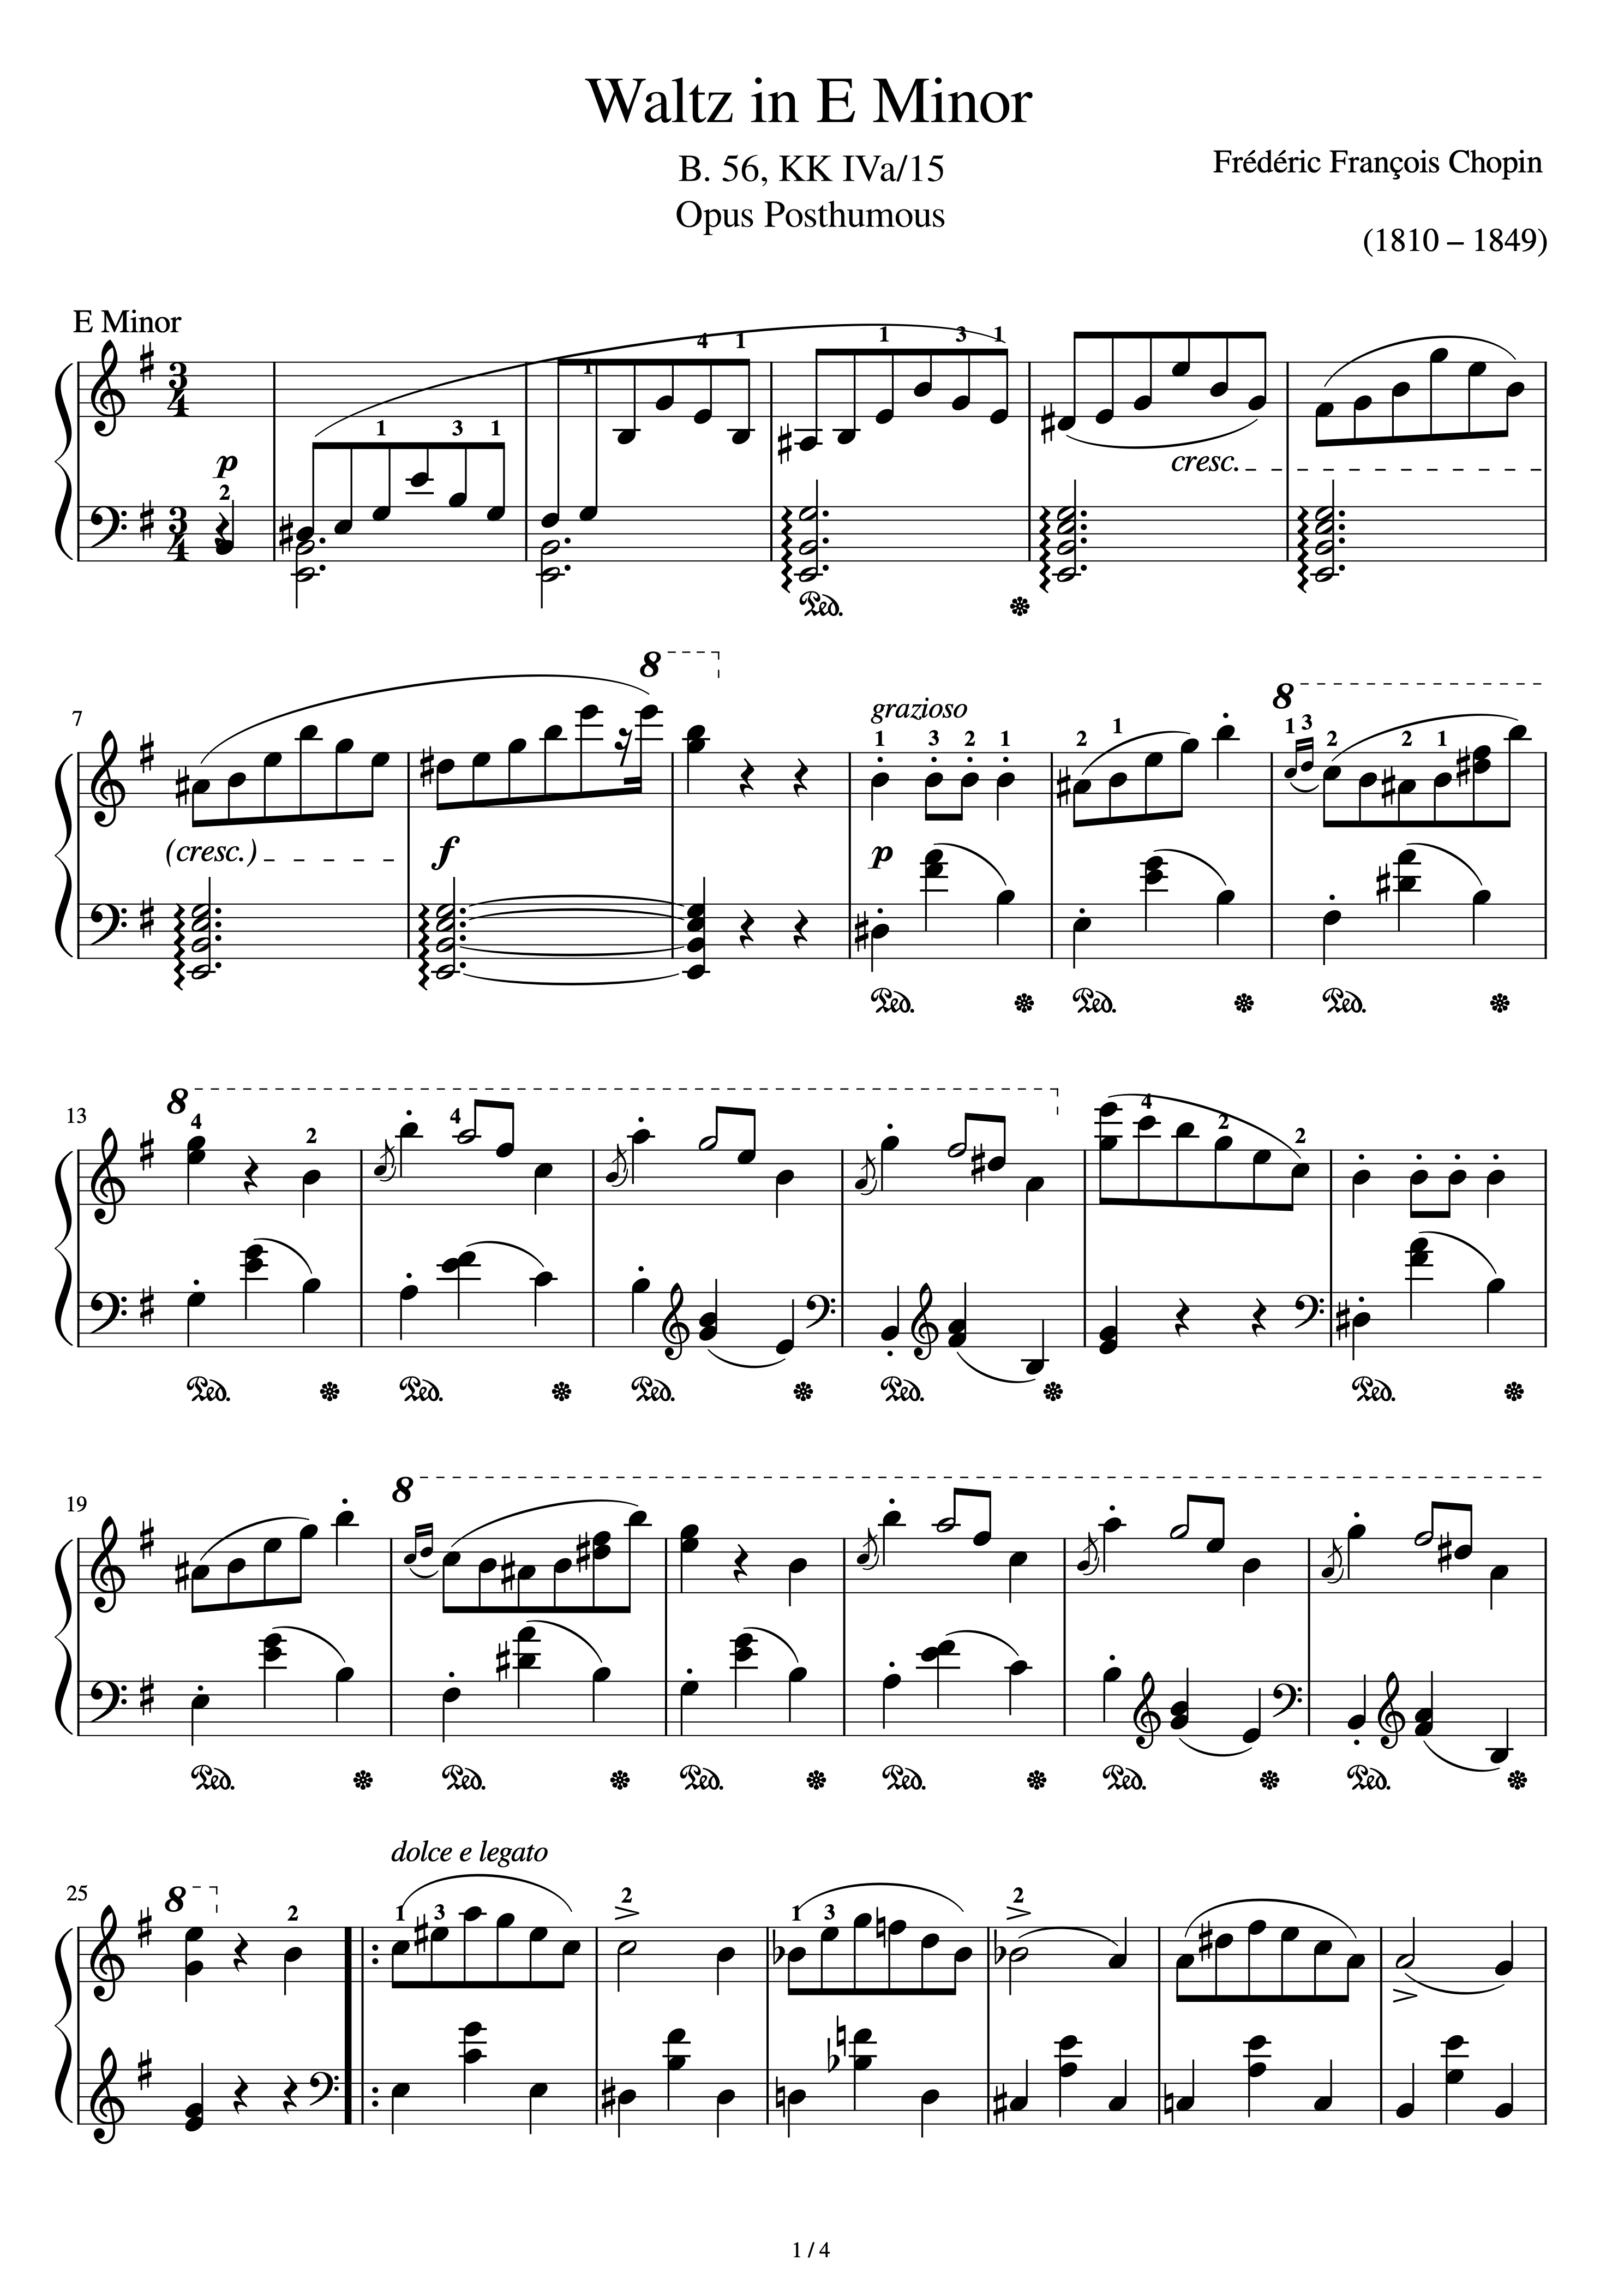 Waltz in E Minor
B. 56, KK IVa/15
Frédéric François Chopin
Opus Posthumous
(1810 – 1849)
E Minor
3 4
p
2
1 3 1
1 4 1
1 3 1
cresc.
3 4
Ped.
7
8
(cresc.)
f
grazioso
1 3 2 1
p
2 1
8
1 3 2 2 1
Ped. Ped. Ped.
13
8
4 2
4
4 2 2
Ped. Ped. Ped. Ped. Ped.
19
8
Ped. Ped. Ped. Ped. Ped. Ped.
dolce e legato
25
8
2
1 3
2
1 3
2
1 / 4